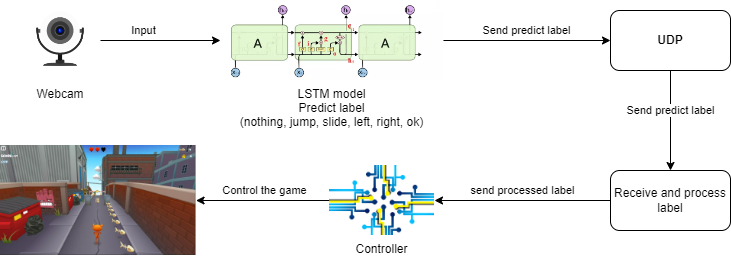 Input
Send predict label
A
A
UDP
Webcam
LSTM model
Predict label
(nothing, jump, slide, left, right, ok)
Send predict label
Control the game
send processed label
Receive and process
label
Controller